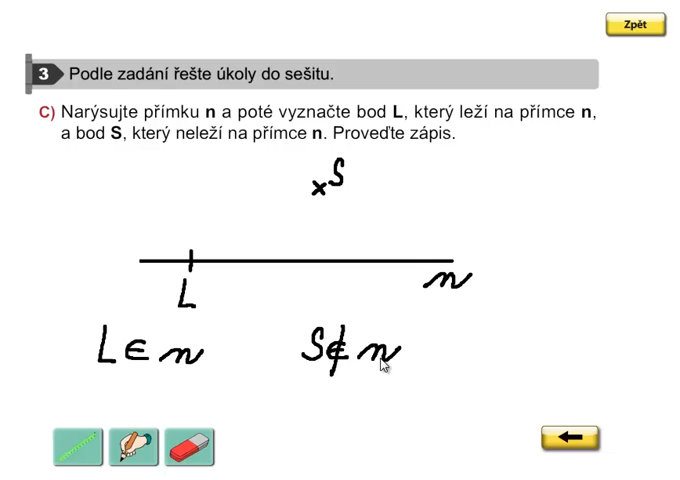 Zpět
3 Podle zadání řešte úkoly do sešitu.
C) Narýsujte přímku n a poté vyznačte bod L, který leží na přímce n,
a bod S, který neleží na přímce n. Proveďte zápis.
×S
L
n
L ∈ n S ∉ n